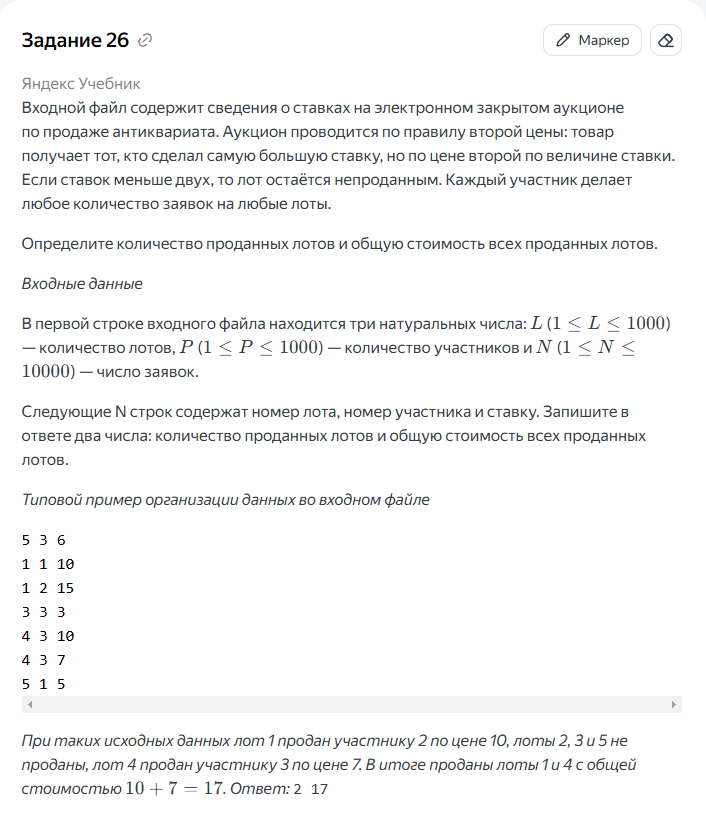 Задание 26
Маркер
Яндекс Учебник
Входной файл содержит сведения о ставках на электронном закрытом аукционе
по продаже антиквариата. Аукцион проводится по правилу второй цены: товар
получает тот, кто сделал самую большую ставку, но по цене второй по величине ставки.
Если ставок меньше двух, то лот остаётся непроданным. Каждый участник делает
любое количество заявок на любые лоты.
Определите количество проданных лотов и общую стоимость всех проданных лотов.
Входные данные
В первой строке входного файла находится три натуральных числа: L (1 ≤ L ≤ 1000)
— количество лотов, P (1 ≤ P ≤ 1000) — количество участников и N (1 ≤ N ≤
10000) — число заявок.
Следующие N строк содержат номер лота, номер участника и ставку. Запишите в
ответе два числа: количество проданных лотов и общую стоимость всех проданных
лотов.
Типовой пример организации данных во входном файле
5 3 6
1 1 10
1 2 15
3 3 3
4 3 10
4 3 7
5 1 5
При таких исходных данных лот 1 продан участнику 2 по цене 10, лоты 2, 3 и 5 не
проданы, лот 4 продан участнику 3 по цене 7. В итоге проданы лоты 1 и 4 с общей
стоимостью 10 + 7 = 17. Ответ: 2 17